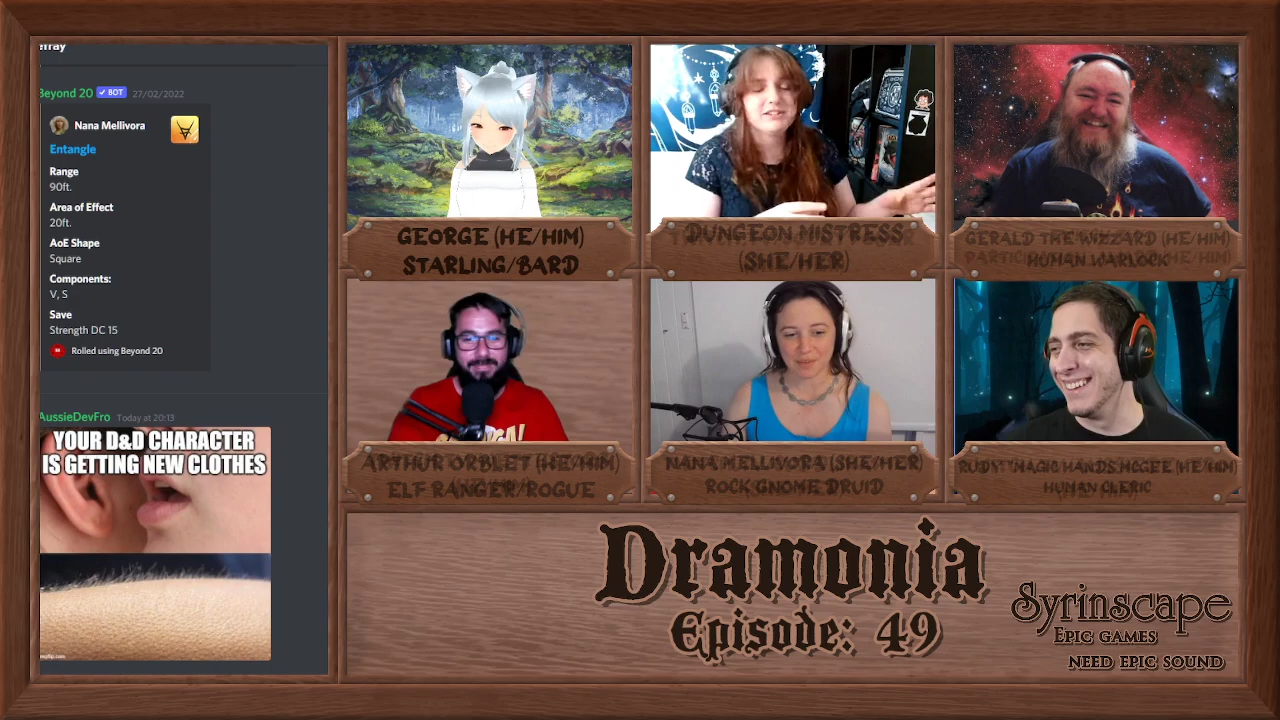 Beyond 20 ✓ BOT 27/02/2022
Nana Mellivora
Entangle
Range
90ft.
Area of Effect
20ft.
AoE Shape
Square
Components:
V, S
Save
Strength DC 15
Rolled using Beyond 20
AussieDevFro Today at 20:13
YOUR D&D CHARACTER
IS GETTING NEW CLOTHES
GEORGE (HE/HIM)
STARLING/BARD
DUNGEON MISTRESS
(SHE/HER)
GERALD THE WIZZARD (HE/HIM)
HUMAN WARLOCK
ARTHUR ORBLET (HE/HIM)
ELF RANGER/ROGUE
NANA MELLIVORA (SHE/HER)
ROCK GNOME DRUID
RUDY "MAGIC HANDS MCGEE (HE/HIM)
HUMAN CLERIC
Dramonia
Episode: 49
Syrinscape
EPIC GAMES
NEED EPIC SOUND